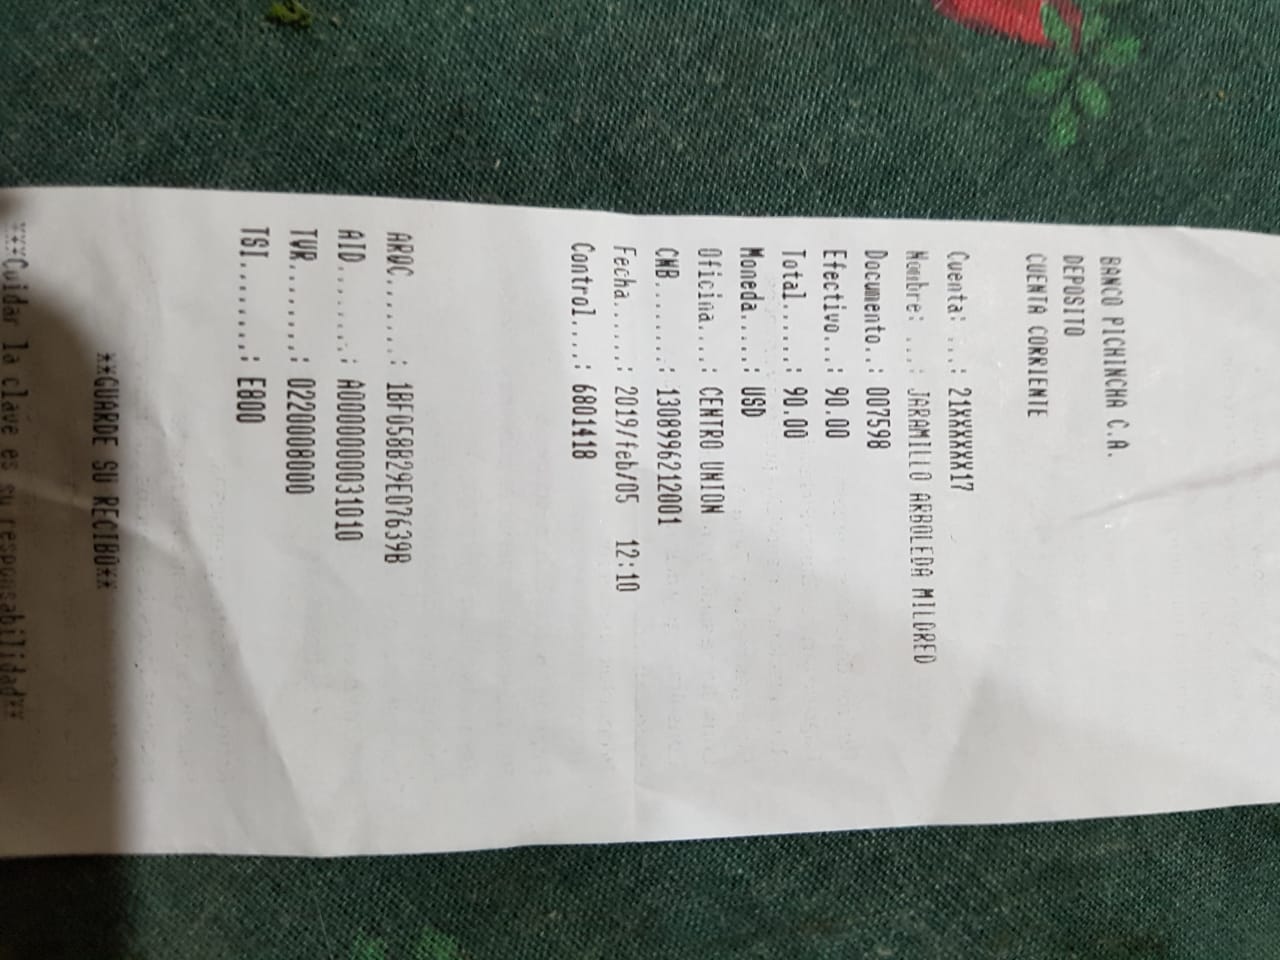 BANCO PICHINCHA C.A.
DEPOSITO
CUENTA CORRIENTE
Cuenta: ...: 21XXXXXX17
Nombre: ...: JARAMILLO ARBOLEDA MILDRED
Documento..: 007598
Efectivo...: 90.00
Total......: 90.00
Moneda.....: USD
Oficina....: CENTRO UNION
CNB........: 1308996212001
Fecha......: 2019/feb/05 12:10
Control....: 6801418
ARQC.......: 1BF058B29E07639B
AID........: A0000000031010
TVR........: 0220008000
TSI........: E800
**GUARDE SU RECIBO**
***Cuidar la clave es su responsabilidad**